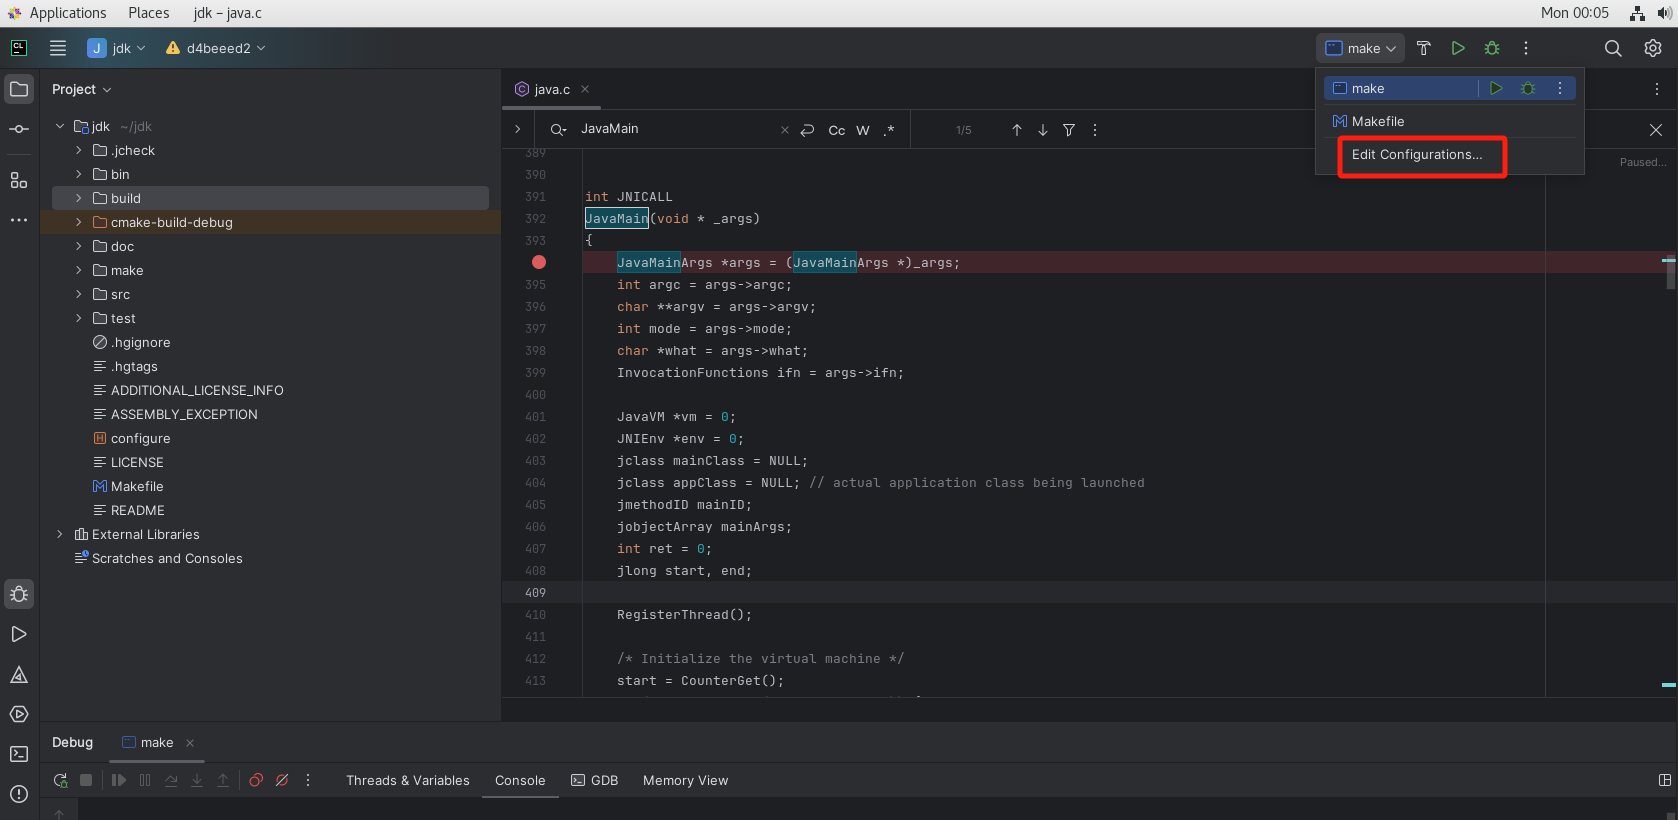 Applications Places jdk – java.c Mon 00:05
CL J jdk d4beeed2 make
Project
java.c
make
Makefile
Edit Configurations...
JavaMain Cc W .* 1/5
Paused...
jdk ~/jdk
.jcheck
bin
build
cmake-build-debug
doc
make
src
test
.hgignore
.hgtags
ADDITIONAL_LICENSE_INFO
ASSEMBLY_EXCEPTION
configure
LICENSE
Makefile
README
External Libraries
Scratches and Consoles
389
390
391 int JNICALL
392 JavaMain(void * _args)
393 {
JavaMainArgs *args = (JavaMainArgs *)_args;
395 int argc = args->argc;
396 char **argv = args->argv;
397 int mode = args->mode;
398 char *what = args->what;
399 InvocationFunctions ifn = args->ifn;
400
401 JavaVM *vm = 0;
402 JNIEnv *env = 0;
403 jclass mainClass = NULL;
404 jclass appClass = NULL; // actual application class being launched
405 jmethodID mainID;
406 jobjectArray mainArgs;
407 int ret = 0;
408 jlong start, end;
409
410 RegisterThread();
411
412 /* Initialize the virtual machine */
413 start = CounterGet();
Debug make
Threads & Variables Console GDB Memory View